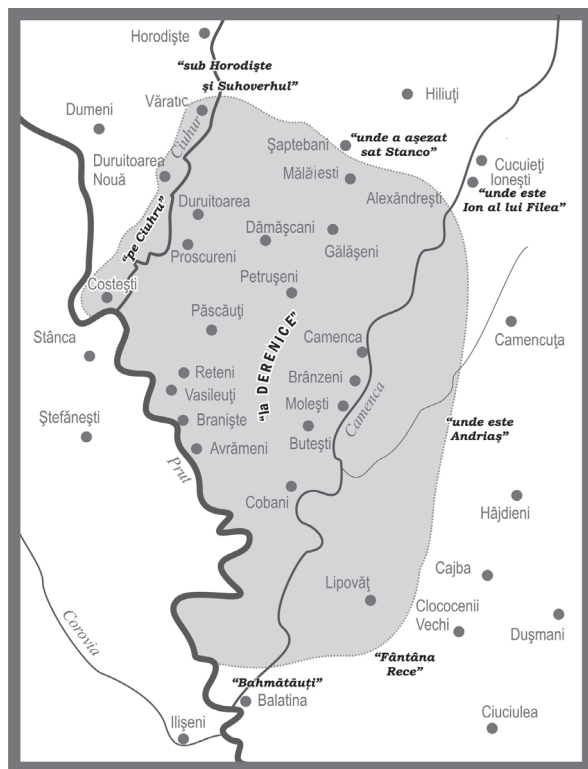 Horodişte
“sub Horodişte
şi Suhoverhul”
Văratic
Ciuhur
Hiliuţi
Dumeni
Şaptebani
“unde a aşezat
sat Stanco”
Cucuieţi
Duruitoarea
Nouă
Mălăieşti
Ioneşti
“unde este
Ion al lui Filea”
Alexăndreşti
Duruitoarea
Dămăşcani
Gălăşeni
“pe Ciuhru”
Proscureni
Petruşeni
Costeşti
Păscăuţi
“la DERENICE”
Camenca
Camencuţa
Stânca
Reteni
Brânzeni
Vasileuţi
Moleşti
Camenca
Ştefăneşti
Branişte
“unde este
Andriaş”
Avrămeni
Buteşti
Prut
Cobani
Hâjdieni
Cajba
Lipovăţ
Clococenii
Vechi
Duşmani
Corovia
“Fântâna
Rece”
“Bahmătăuţi”
Balatina
Ilişeni
Ciuciulea